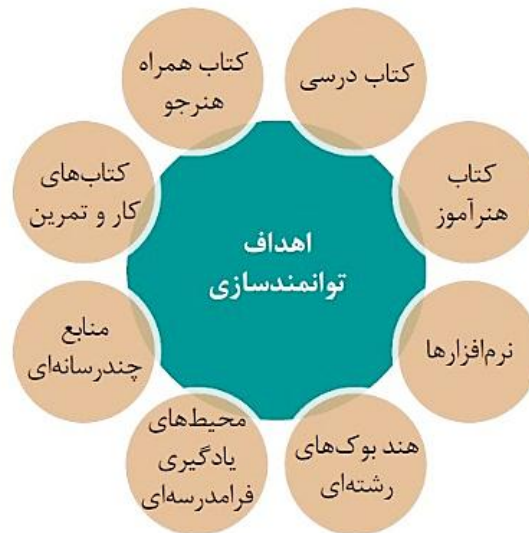 کتاب درسی
کتاب همراه
هنرجو
کتاب
هنرآموز
کتاب‌های
کار و تمرین
اهداف
توانمندسازی
نرم‌افزارها
منابع
چندرسانه‌ای
هند بوک‌های
رشته‌ای
محیط‌های
یادگیری
فرامدرسه‌ای